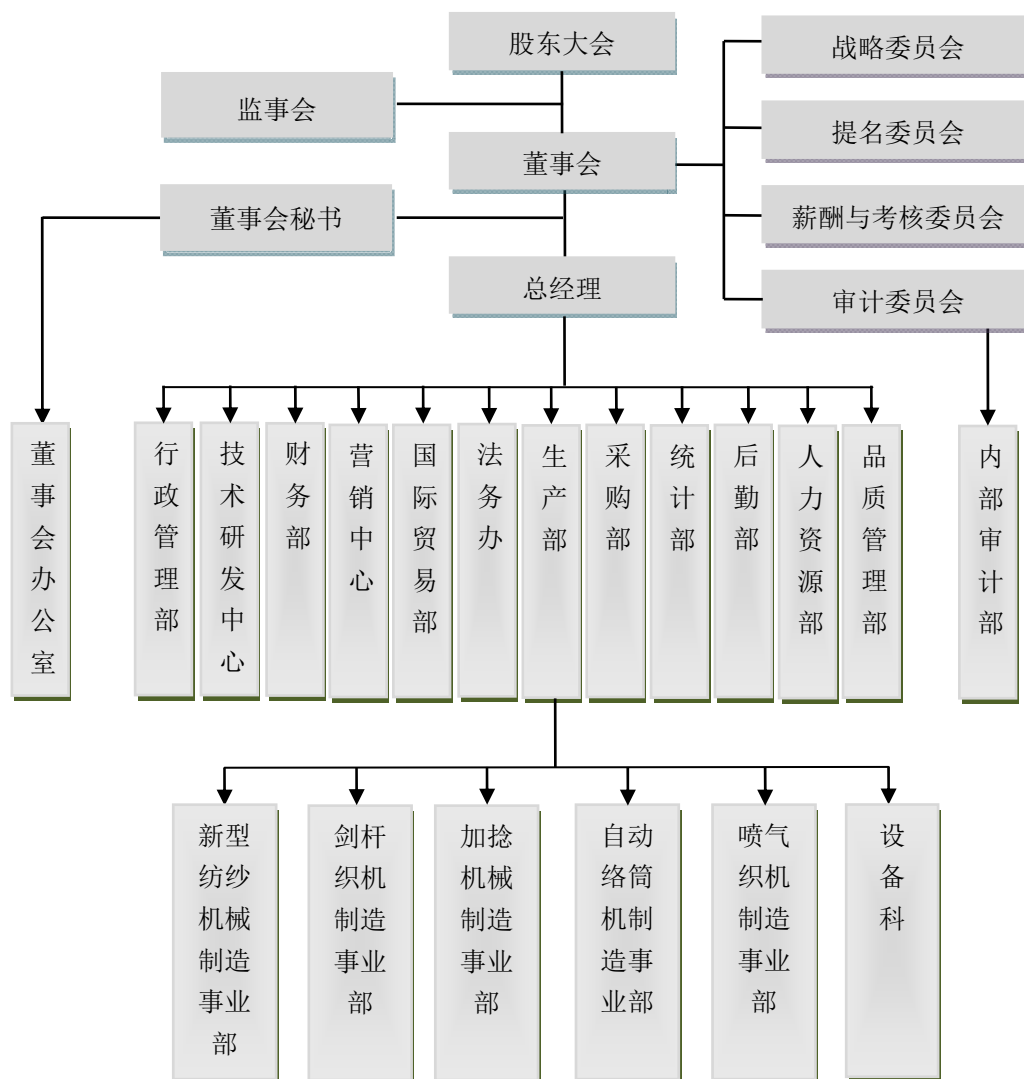 股东大会
战略委员会
监事会
提名委员会
董事会
董事会秘书
薪酬与考核委员会
总经理
审计委员会
董事会办公室
行政管理部
技术研发中心
财务部
营销中心
国际贸易部
法务办
生产部
采购部
统计部
后勤部
人力资源部
品质管理部
内部审计部
新型
纺纱
机械
制造
事业
部
剑杆
织机
制造
事业
部
加捻
机械
制造
事业
部
自动
络筒
机制
造事
业部
喷气
织机
制造
事业
部
设备科